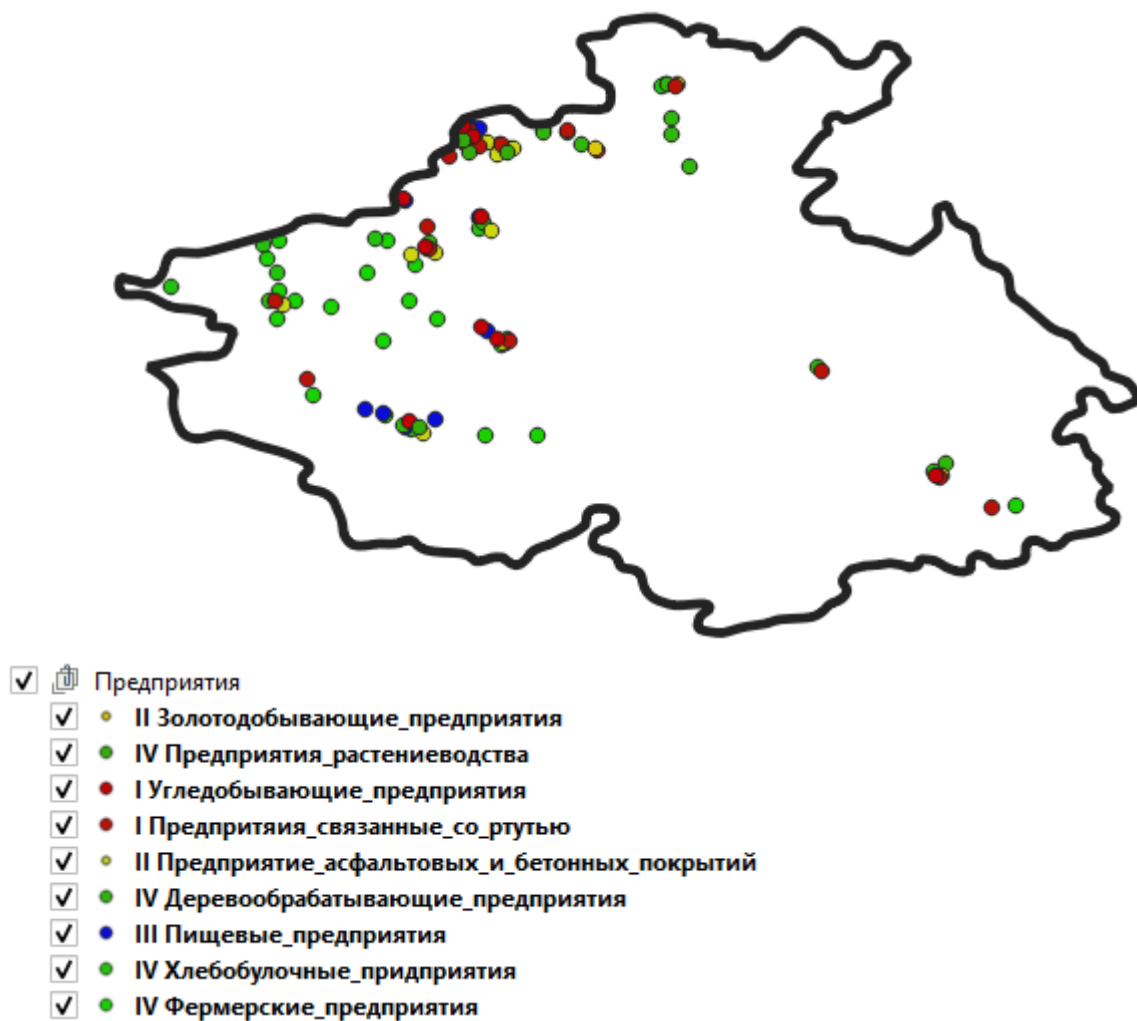 Предприятия
II Золотодобывающие_предприятия
IV Предприятия_растениеводства
I Угледобывающие_предприятия
I Предпритяия_связанные_со_ртутью
II Предприятие_асфальтовых_и_бетонных_покрытий
IV Деревообрабатывающие_предприятия
III Пищевые_предприятия
IV Хлебобулочные_придприятия
IV Фермерские_предприятия